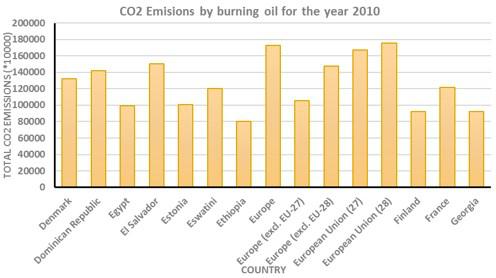 CO2 Emisions by burning oil for the year 2010
TOTAL CO2 EMISSIONS (*10000)
200000
180000
160000
140000
120000
100000
80000
60000
40000
20000
0
Denmark
Dominican Republic
Egypt
El Salvador
Estonia
Eswatini
Ethiopia
Europe
Europe (excl. EU-27)
Europe (excl. EU-28)
European Union (27)
European Union (28)
Finland
France
Georgia
COUNTRY